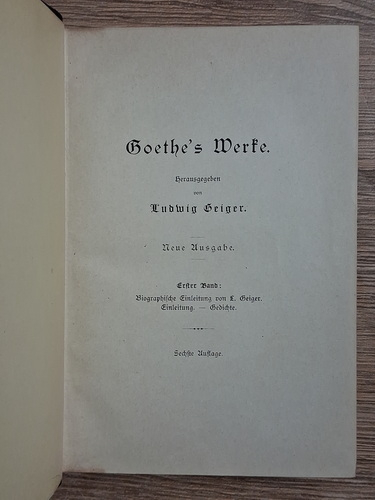 Goethe's Werke.
Herausgegeben
von
Ludwig Geiger.
Neue Ausgabe.
Erster Band:
Biographische Einleitung von L. Geiger.
Einleitung. — Gedichte.
Sechste Auflage.